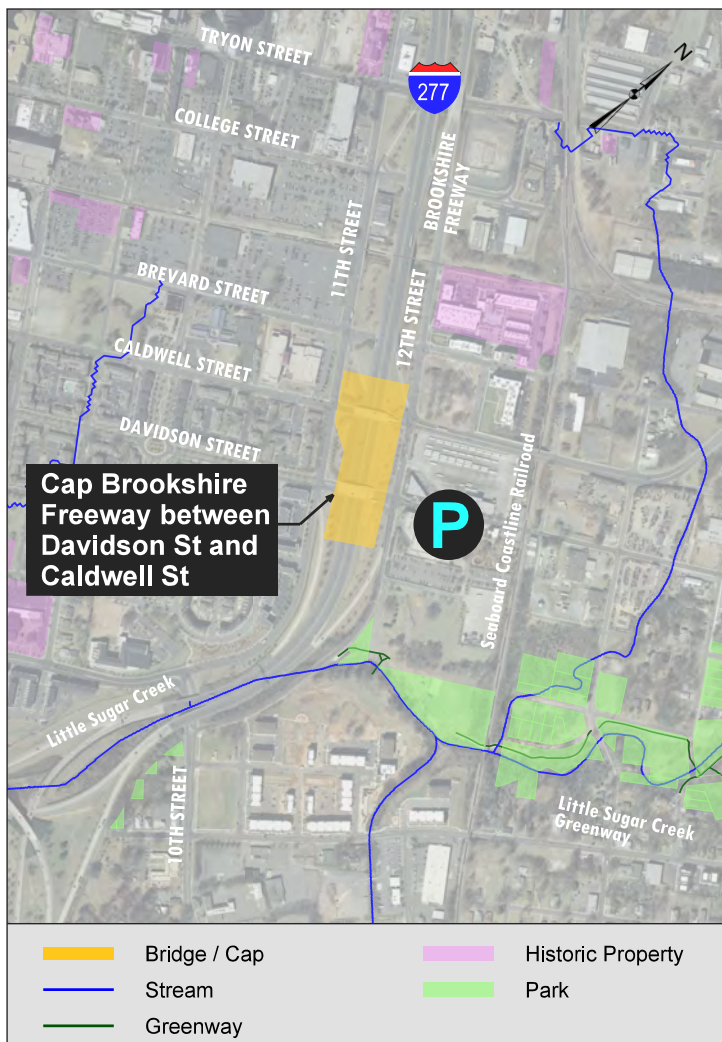 TRYON STREET
N
277
COLLEGE STREET
BROOKSHIRE
FREEWAY
11TH STREET
BREVARD STREET
12TH STREET
CALDWELL STREET
DAVIDSON STREET
Cap Brookshire
Freeway between
Davidson St and
Caldwell St
P
Seaboard Coastline Railroad
Little Sugar Creek
10TH STREET
Little Sugar Creek
Greenway
Bridge / Cap
Historic Property
Stream
Park
Greenway